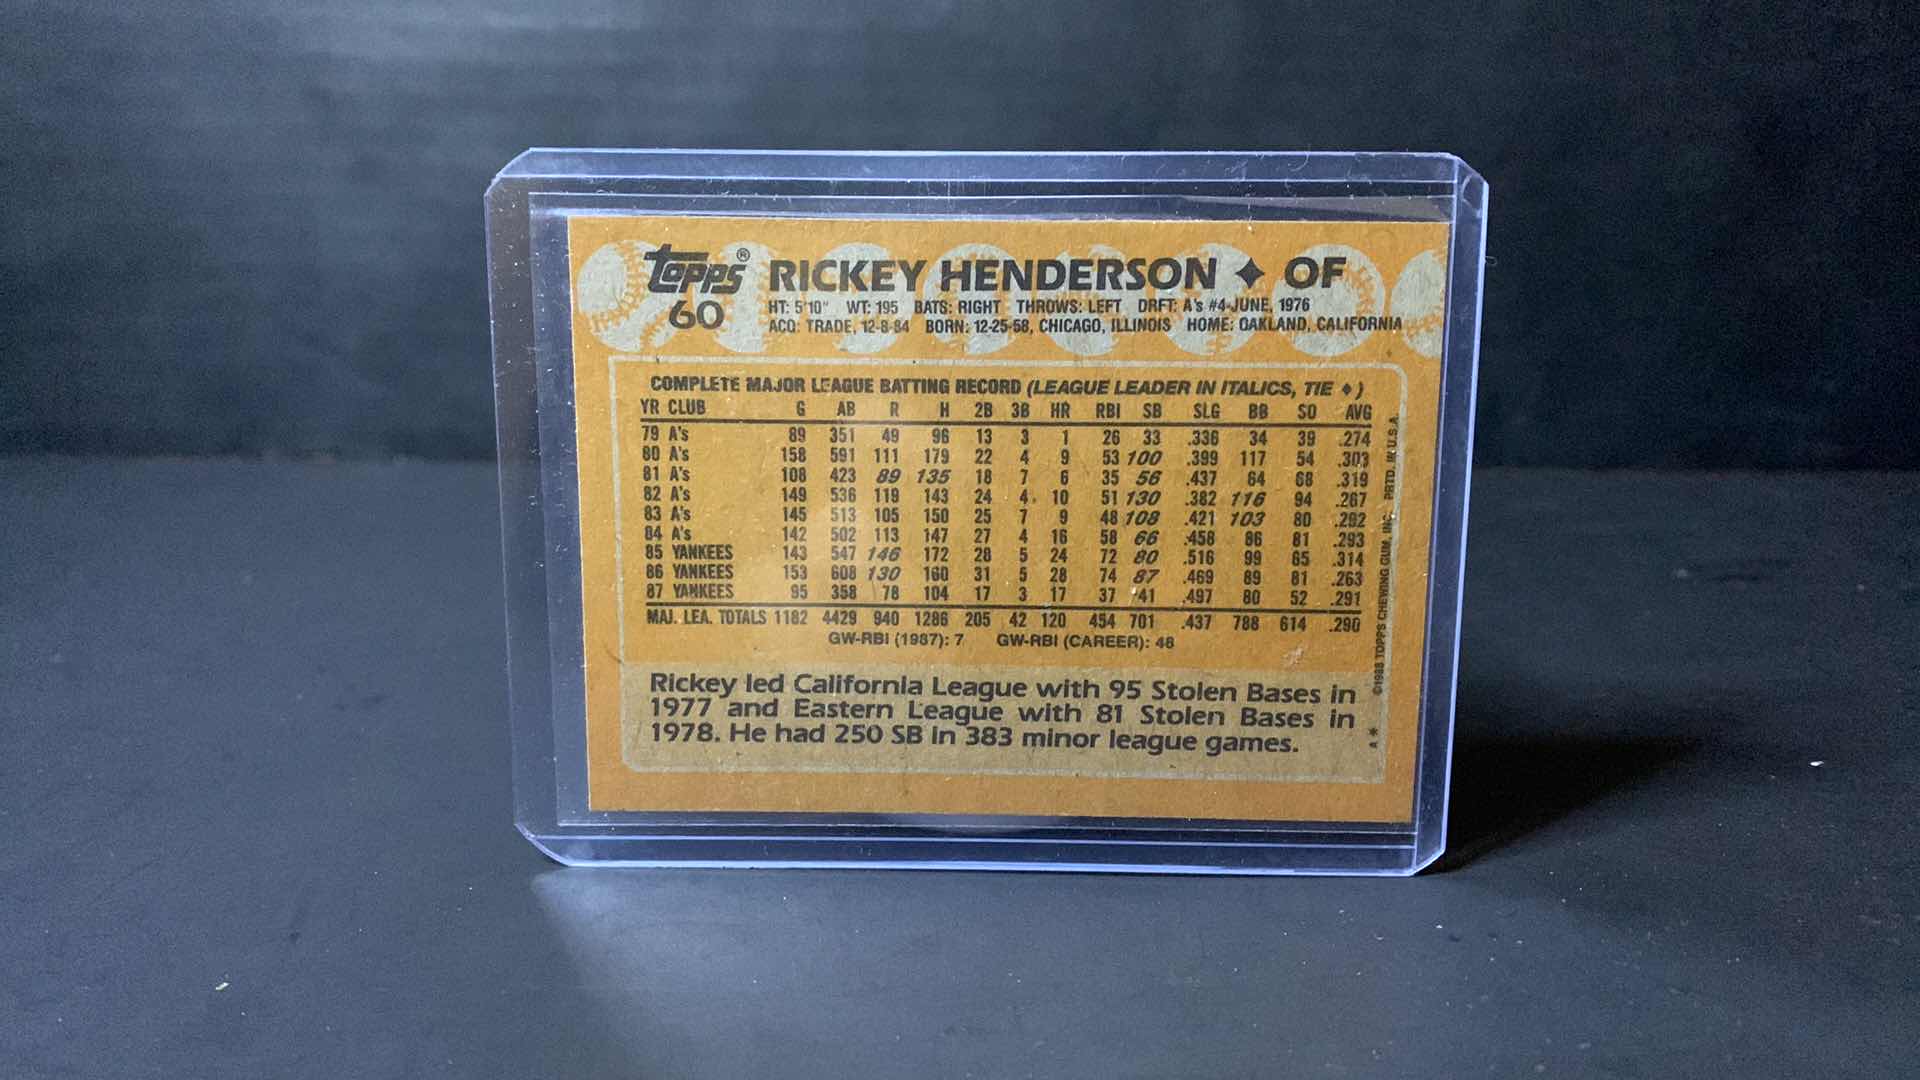 Topps® RICKEY HENDERSON ✦ OF
60
HT: 5'10" WT: 195 BATS: RIGHT THROWS: LEFT DRFT: A's #4-JUNE, 1976
ACQ: TRADE, 12-8-84 BORN: 12-25-58, CHICAGO, ILLINOIS HOME: OAKLAND, CALIFORNIA
COMPLETE MAJOR LEAGUE BATTING RECORD (LEAGUE LEADER IN ITALICS, TIE ♦)
YR CLUB G AB R H 2B 3B HR RBI SB SLG BB SO AVG
79 A's 89 351 49 96 13 3 1 26 33 .336 34 39 .274
80 A's 158 591 111 179 22 4 9 53 100 .399 117 54 .303
81 A's 108 423 89 135 18 7 6 35 56 .437 64 68 .319
82 A's 149 536 119 143 24 4 10 51 130 .382 116 94 .267
83 A's 145 513 105 150 25 7 9 48 108 .421 103 80 .292
84 A's 142 502 113 147 27 4 16 58 66 .458 86 81 .293
85 YANKEES 143 547 146 172 28 5 24 72 80 .516 99 65 .314
86 YANKEES 153 608 130 160 31 5 28 74 87 .469 89 81 .263
87 YANKEES 95 358 78 104 17 3 17 37 41 .497 80 52 .291
MAJ. LEA. TOTALS 1182 4429 940 1286 205 42 120 454 701 .437 788 614 .290
GW-RBI (1987): 7 GW-RBI (CAREER): 48
Rickey led California League with 95 Stolen Bases in
1977 and Eastern League with 81 Stolen Bases in
1978. He had 250 SB in 383 minor league games.
©1988 TOPPS CHEWING GUM, INC. PRTD. IN U.S.A.
A*